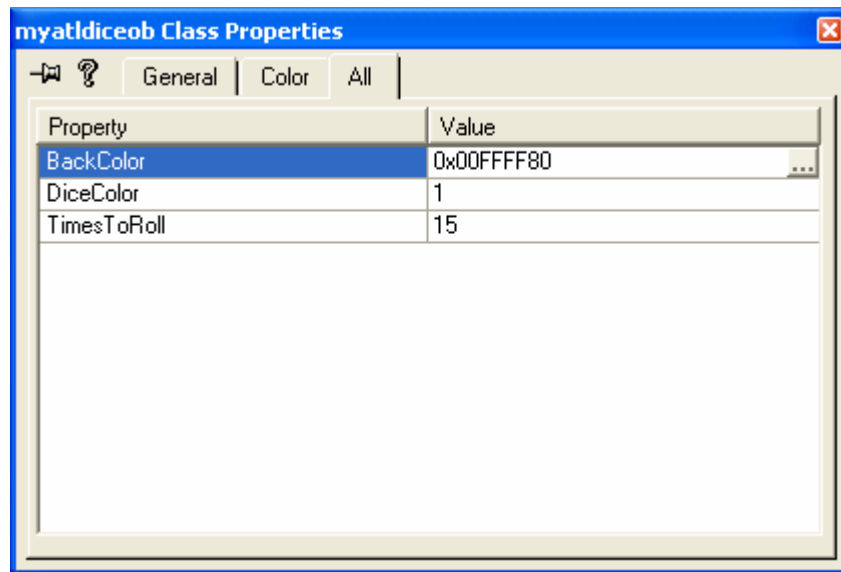 myatldiceob Class Properties
? General Color All
Property Value
BackColor 0x00FFFF80 ...
DiceColor 1
TimesToRoll 15